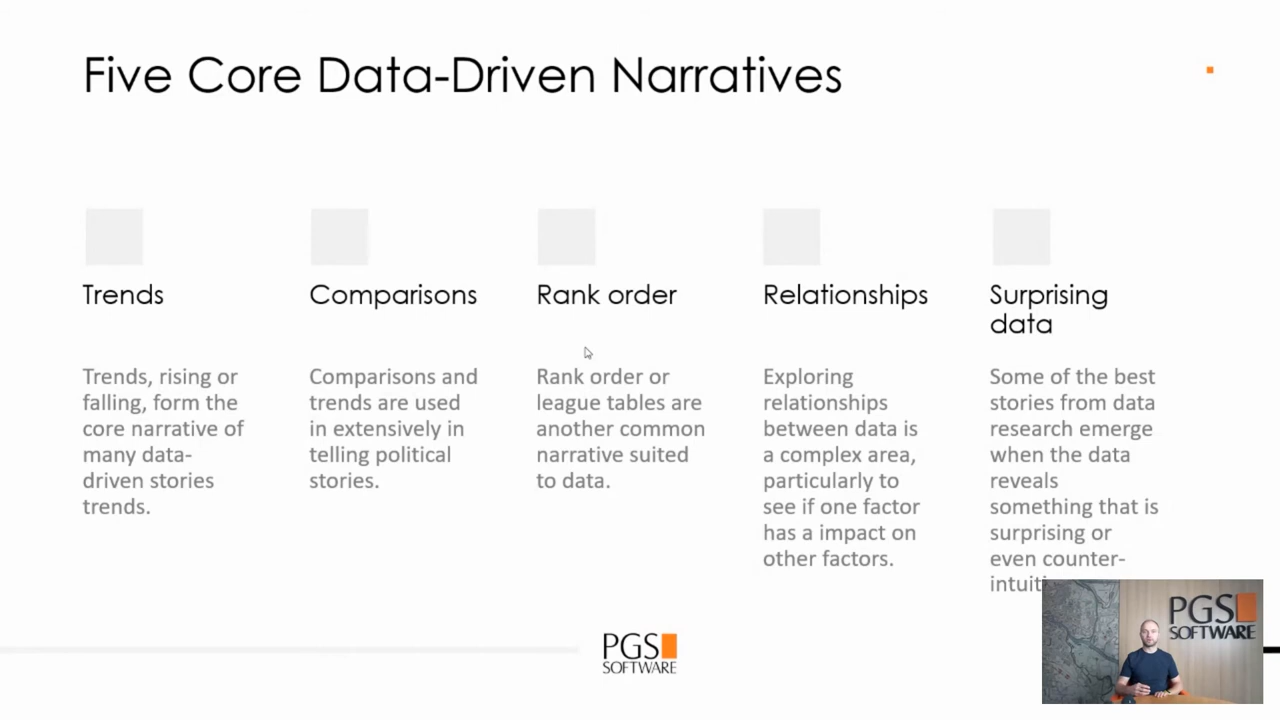 Five Core Data-Driven Narratives
Trends
Trends, rising or
falling, form the
core narrative of
many data-
driven stories
trends.
Comparisons
Comparisons and
trends are used
in extensively in
telling political
stories.
Rank order
Rank order or
league tables are
another common
narrative suited
to data.
Relationships
Exploring
relationships
between data is
a complex area,
particularly to
see if one factor
has a impact on
other factors.
Surprising
data
Some of the best
stories from data
research emerge
when the data
reveals
something that is
surprising or
even counter-
PGS
SOFTWARE
PGS
SOFTWARE